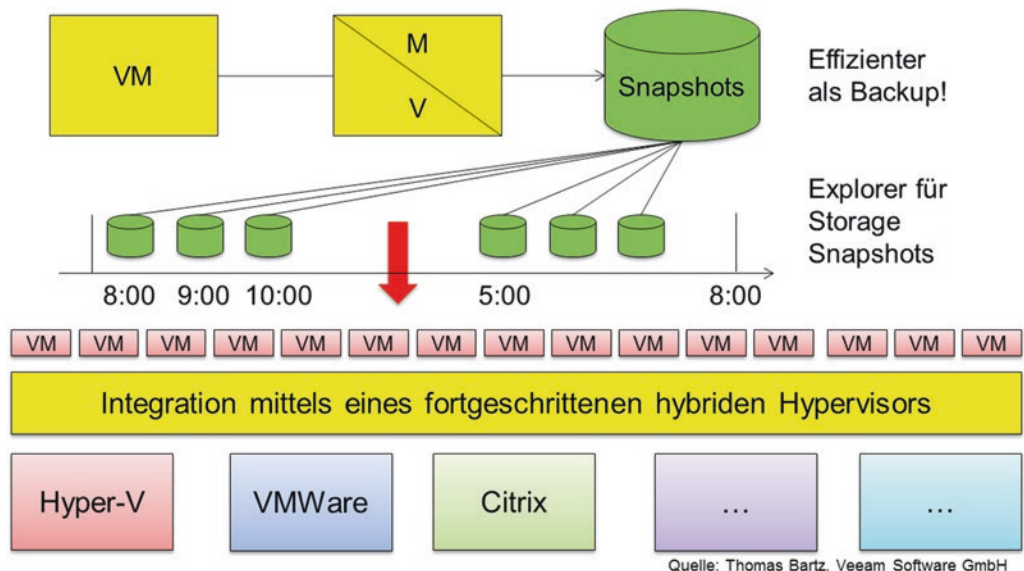 VM
M
V
Snapshots
Effizienter
als Backup!
Explorer für
Storage
Snapshots
8:00 9:00 10:00 5:00 8:00
VM VM VM VM VM VM VM VM VM VM VM VM VM VM VM
Integration mittels eines fortgeschrittenen hybriden Hypervisors
Hyper-V VMWare Citrix ... ...
Quelle: Thomas Bartz, Veeam Software GmbH